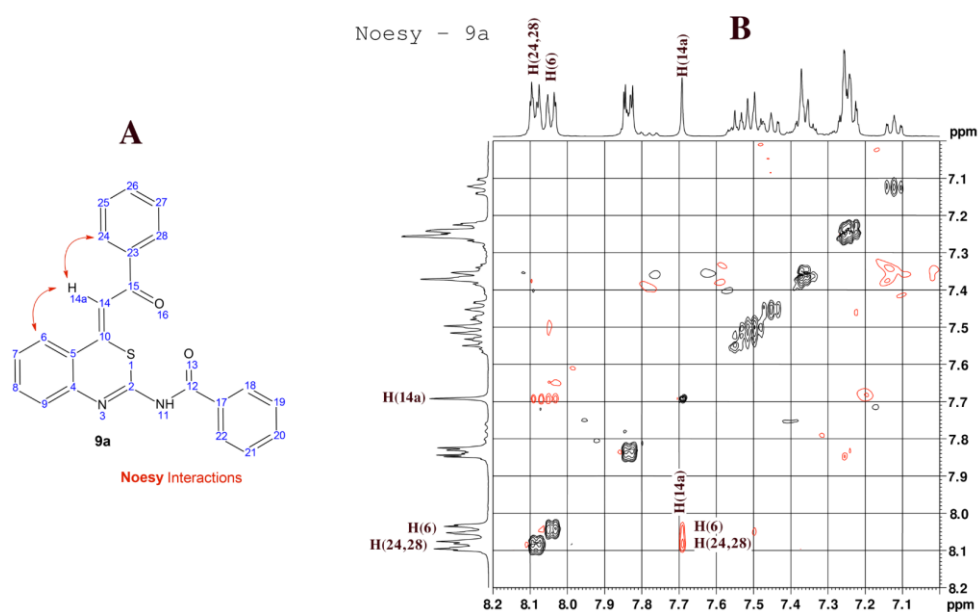 Noesy - 9a
A
B
H(24,28)
H(6)
H(14a)
26
25
27
24
28
23
H
15
14a
14
O
16
6
10
7
5
S
1
O
13
18
8
4
2
12
17
19
9
N
3
NH
11
22
20
21
9a
Noesy Interactions
ppm
7.1
7.2
7.3
7.4
7.5
7.6
H(14a)
7.7
7.8
7.9
H(14a)
8.0
H(6)
H(6)
H(24,28)
H(24,28)
8.1
8.2
8.2 8.1 8.0 7.9 7.8 7.7 7.6 7.5 7.4 7.3 7.2 7.1 ppm